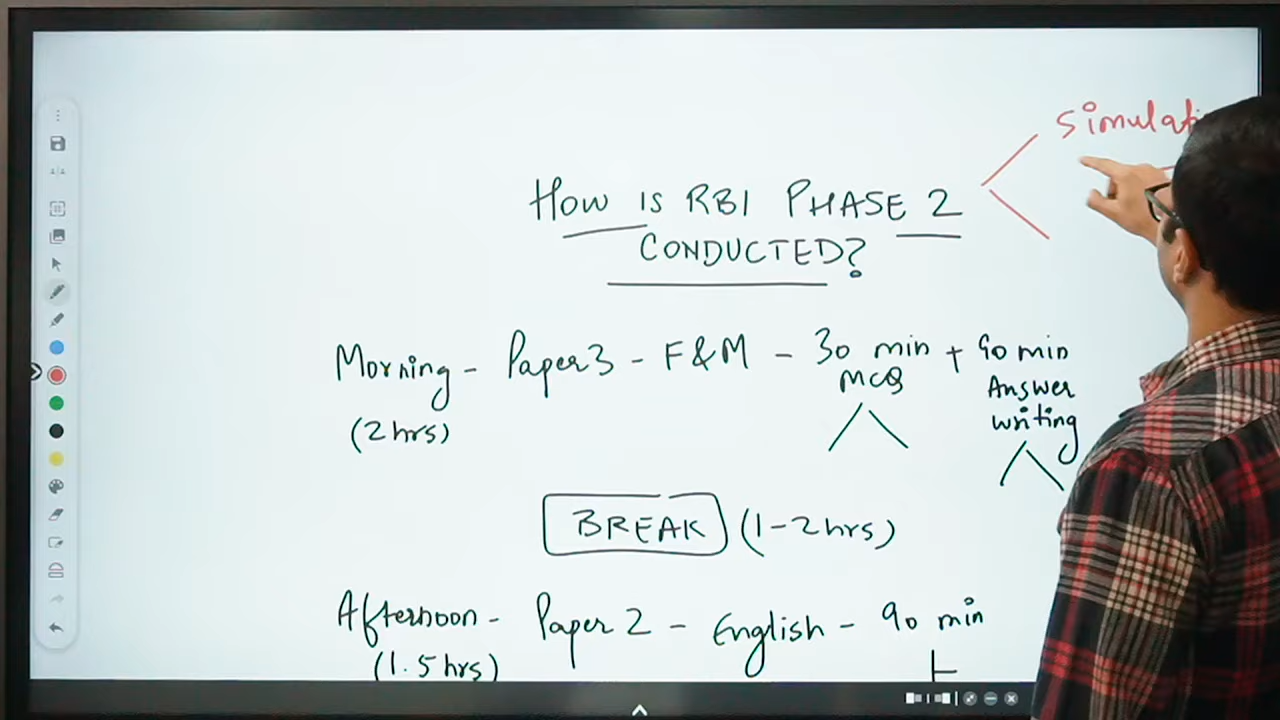 HOW IS RBI PHASE 2
CONDUCTED?
Morning - Paper 3 - F&M - 30 min + 90 min
MCQ Answer
(2 hrs) writing
BREAK (1-2 hrs)
Afternoon - Paper 2 - English - 90 min
(1.5 hrs)